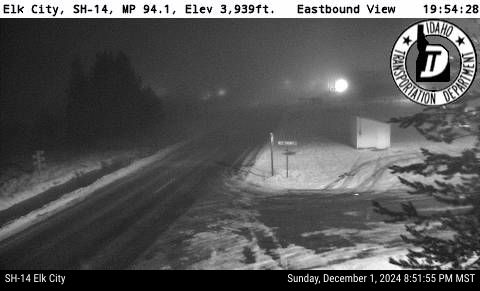 Elk City, SH-14, MP 94.1, Elev 3,939ft. Eastbound View 19:54:28
IDAHO
TRANSPORTATION DEPARTMENT
SH-14 Elk City
Sunday, December 1, 2024 8:51:55 PM MST